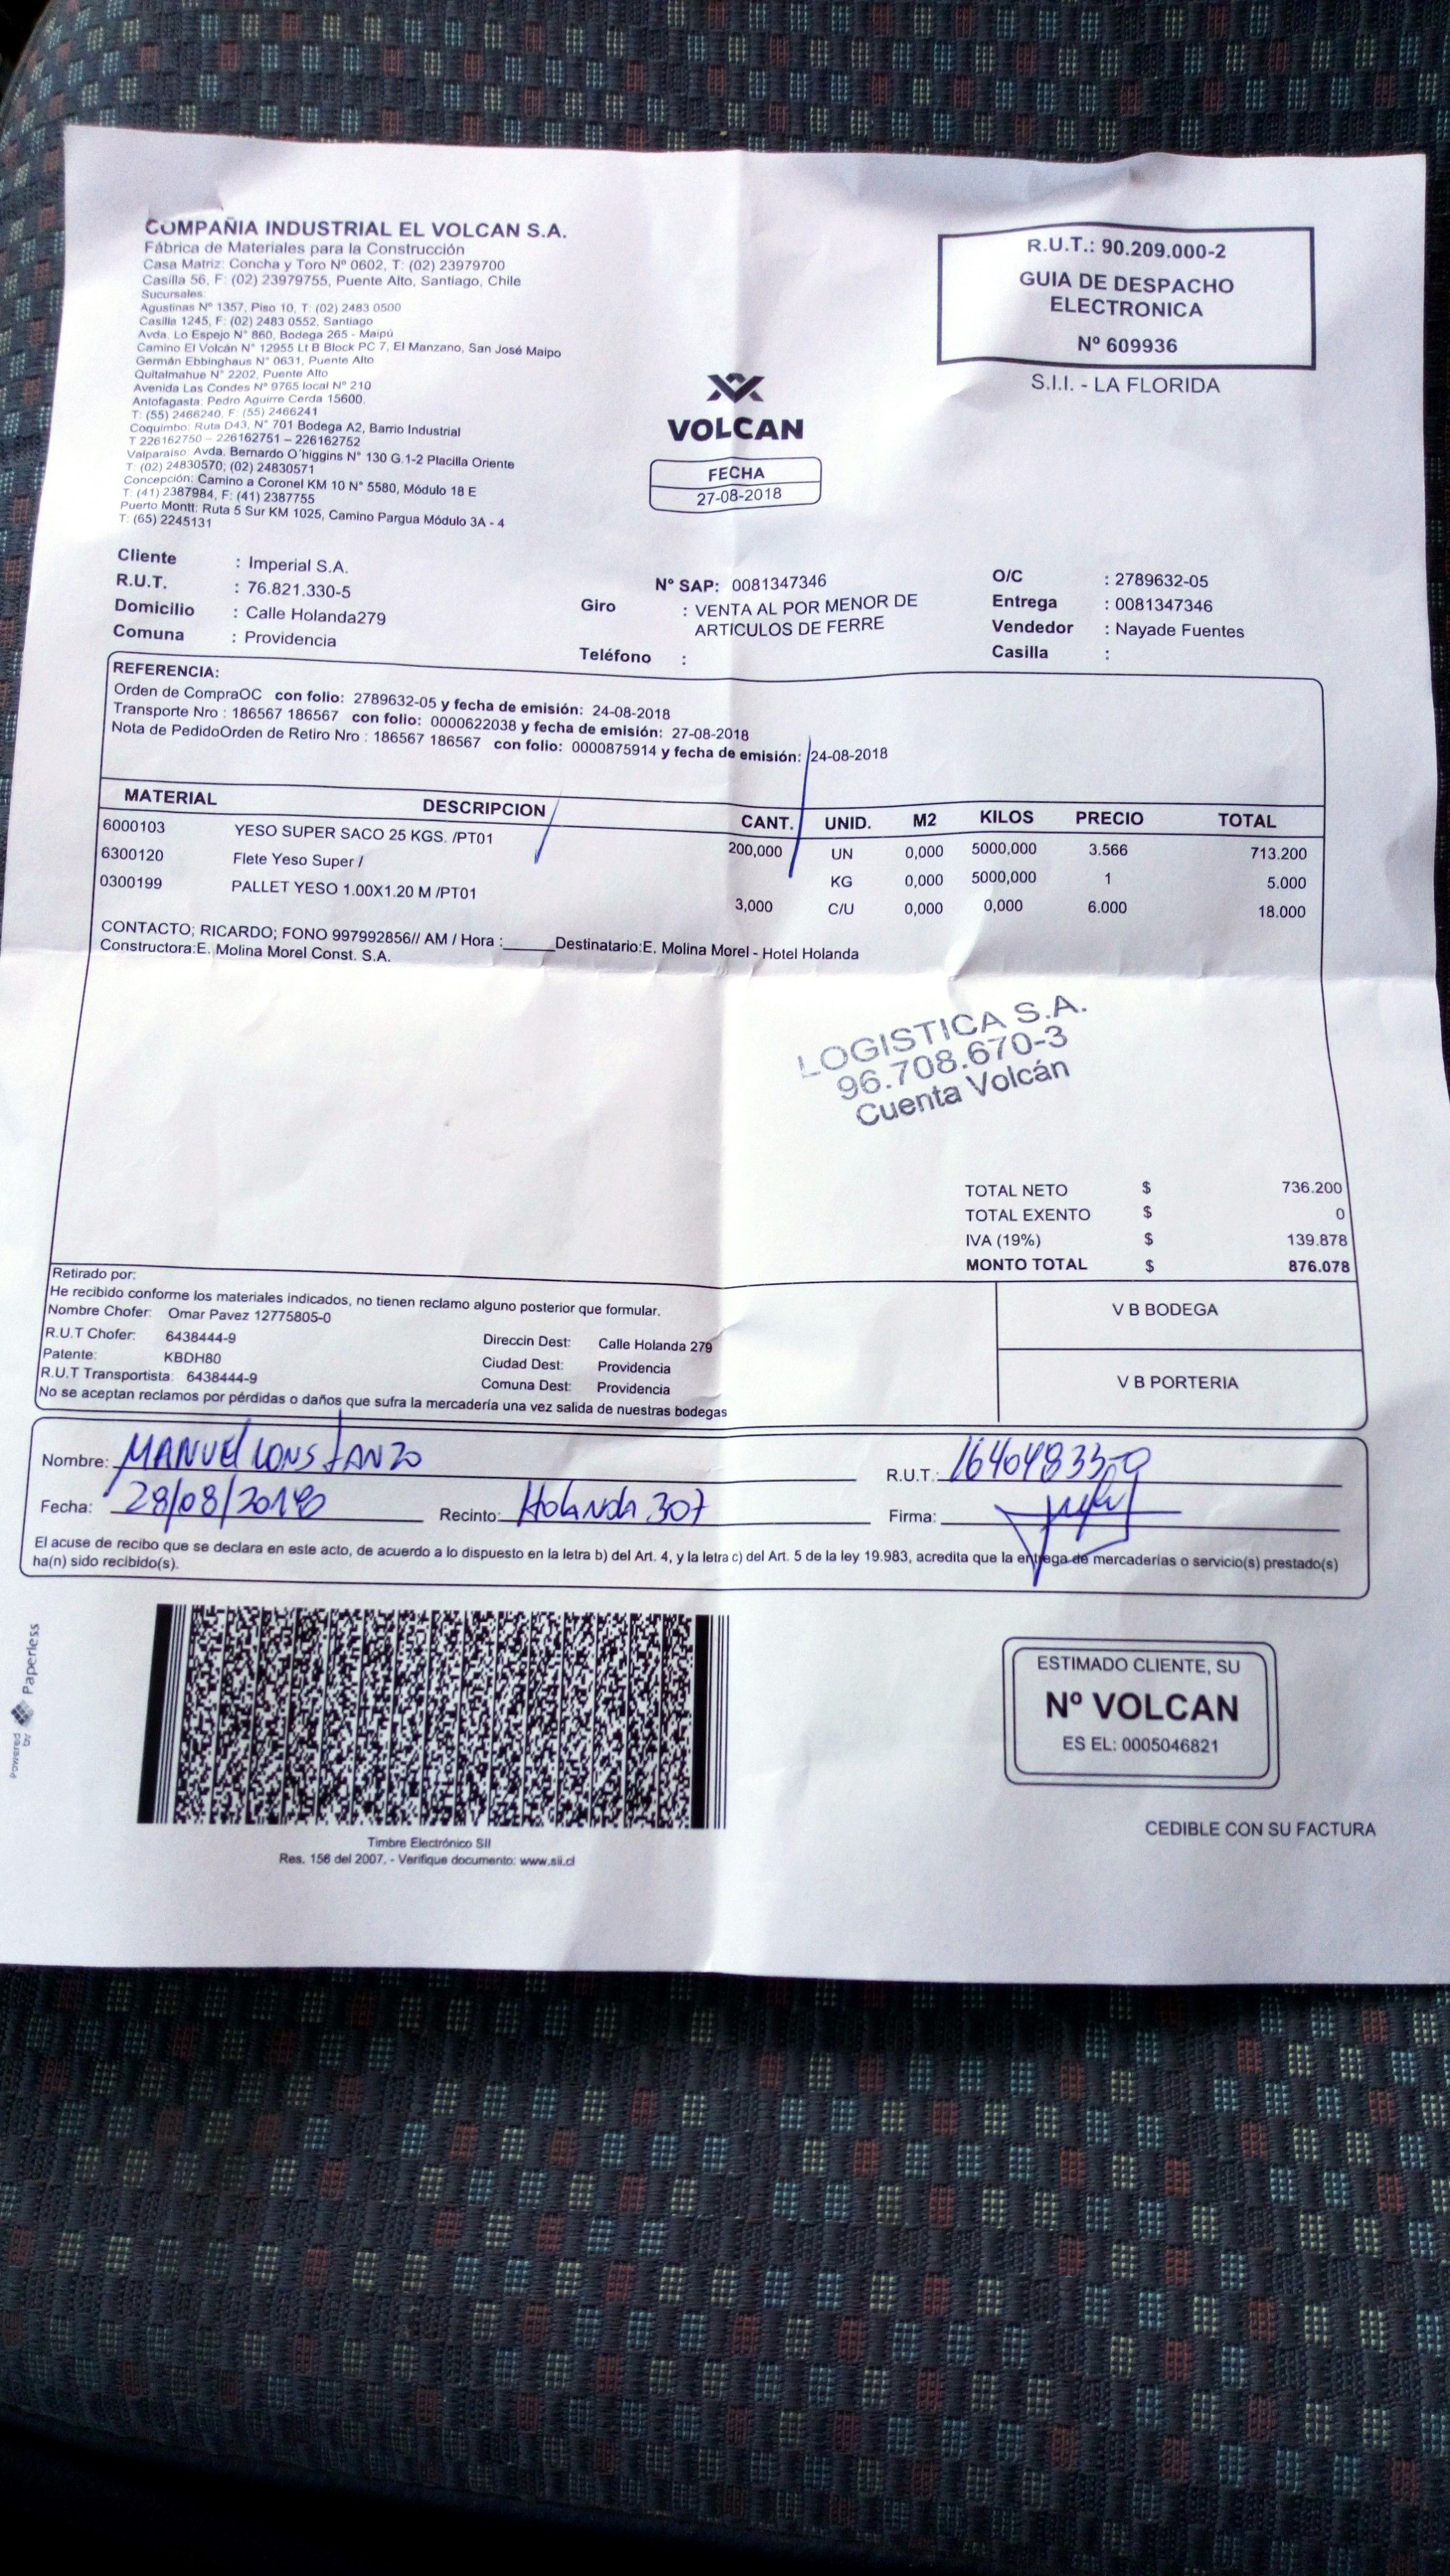 COMPAÑIA INDUSTRIAL EL VOLCAN S.A.
Fábrica de Materiales para la Construcción
Casa Matriz: Concha y Toro Nº 0602, T: (02) 23979700
Casilla 56, F: (02) 23979755, Puente Alto, Santiago, Chile
Sucursales:
Agustinas Nº 1357, Piso 10, T: (02) 2483 0500
Casilla 1245, F: (02) 2483 0552, Santiago
Avda. Lo Espejo N° 860, Bodega 265 - Maipú
Camino El Volcán N° 12955 Lt B Block PC 7, El Manzano, San José Maipo
Germán Ebbinghaus N° 0631, Puente Alto
Quitalmahue N° 2202, Puente Alto
Avenida Las Condes Nº 9765 local Nº 210
Antofagasta: Pedro Aguirre Cerda 15600,
T: (55) 2466240, F: (55) 2466241
Coquimbo: Ruta D43, N° 701 Bodega A2, Barrio Industrial
T 226162750 – 226162751 – 226162752
Valparaiso: Avda. Bernardo O´higgins N° 130 G.1-2 Placilla Oriente
T: (02) 24830570; (02) 24830571
Concepción: Camino a Coronel KM 10 N° 5580, Módulo 18 E
T: (41) 2387984, F: (41) 2387755
Puerto Montt: Ruta 5 Sur KM 1025, Camino Pargua Módulo 3A - 4
T: (65) 2245131
VOLCAN
FECHA
27-08-2018
R.U.T.: 90.209.000-2
GUIA DE DESPACHO
ELECTRONICA
Nº 609936
S.I.I. - LA FLORIDA
Cliente : Imperial S.A.
R.U.T. : 76.821.330-5
Domicilio : Calle Holanda279
Comuna : Providencia
Nº SAP: 0081347346
Giro : VENTA AL POR MENOR DE
ARTICULOS DE FERRE
Teléfono :
O/C : 2789632-05
Entrega : 0081347346
Vendedor : Nayade Fuentes
Casilla :
REFERENCIA:
Orden de CompraOC con folio: 2789632-05 y fecha de emisión: 24-08-2018
Transporte Nro : 186567 186567 con folio: 0000622038 y fecha de emisión: 27-08-2018
Nota de PedidoOrden de Retiro Nro : 186567 186567 con folio: 0000875914 y fecha de emisión: 24-08-2018
MATERIAL DESCRIPCION CANT. UNID. M2 KILOS PRECIO TOTAL
6000103 YESO SUPER SACO 25 KGS. /PT01 200,000 UN 0,000 5000,000 3.566 713.200
6300120 Flete Yeso Super / KG 0,000 5000,000 1 5.000
0300199 PALLET YESO 1.00X1.20 M /PT01 3,000 C/U 0,000 0,000 6.000 18.000
CONTACTO; RICARDO; FONO 997992856// AM / Hora :______Destinatario:E. Molina Morel - Hotel Holanda
Constructora:E. Molina Morel Const. S.A.
LOGISTICA S.A.
96.708.670-3
Cuenta Volcán
TOTAL NETO $ 736.200
TOTAL EXENTO $ 0
IVA (19%) $ 139.878
MONTO TOTAL $ 876.078
Retirado por:
He recibido conforme los materiales indicados, no tienen reclamo alguno posterior que formular.
Nombre Chofer: Omar Pavez 12775805-0
R.U.T Chofer: 6438444-9
Patente: KBDH80
R.U.T Transportista: 6438444-9
Direccin Dest: Calle Holanda 279
Ciudad Dest: Providencia
Comuna Dest: Providencia
No se aceptan reclamos por pérdidas o daños que sufra la mercadería una vez salida de nuestras bodegas
V B BODEGA
V B PORTERIA
Nombre: MANUEL CONSTANZO R.U.T.: 16404833-9
Fecha: 28/08/2018 Recinto: Holanda 307 Firma:
El acuse de recibo que se declara en este acto, de acuerdo a lo dispuesto en la letra b) del Art. 4, y la letra c) del Art. 5 de la ley 19.983, acredita que la entrega de mercaderías o servicio(s) prestado(s)
ha(n) sido recibido(s).
Powered by Paperless
Timbre Electrónico SII
Res. 156 del 2007. - Verifique documento: www.sii.cl
ESTIMADO CLIENTE, SU
Nº VOLCAN
ES EL: 0005046821
CEDIBLE CON SU FACTURA